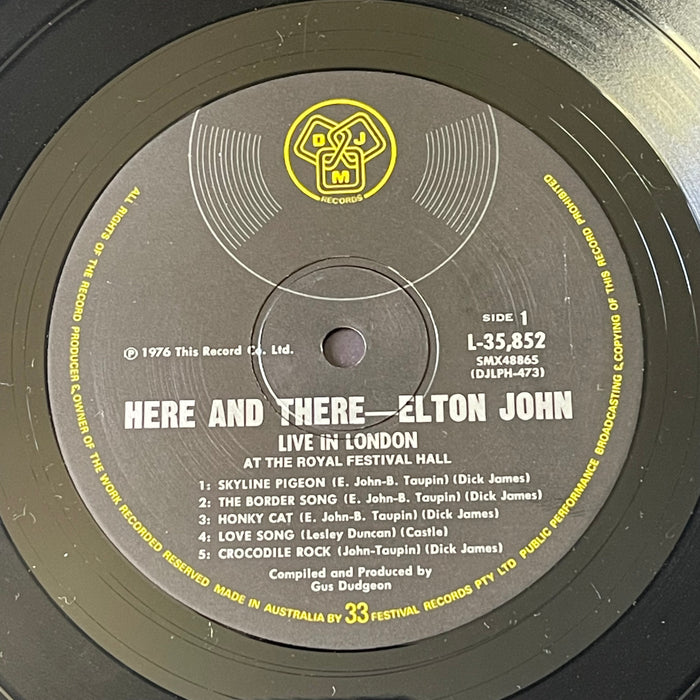 D J
M
RECORDS
SIDE 1
L-35,852
SMX48865
(DJLPH-473)
℗ 1976 This Record Co. Ltd.
HERE AND THERE—ELTON JOHN
LIVE IN LONDON
AT THE ROYAL FESTIVAL HALL
1: SKYLINE PIGEON (E. John-B. Taupin) (Dick James)
2: THE BORDER SONG (E. John-B. Taupin) (Dick James)
3: HONKY CAT (E. John-B. Taupin) (Dick James)
4: LOVE SONG (Lesley Duncan) (Castle)
5: CROCODILE ROCK (John-Taupin) (Dick James)
Compiled and Produced by
Gus Dudgeon
ALL RIGHTS OF THE RECORD PRODUCER & OWNER OF THE WORK RECORDED RESERVED MADE IN AUSTRALIA BY 33 FESTIVAL RECORDS PTY LTD PUBLIC PERFORMANCE BROADCASTING & COPYING OF THIS RECORD PROHIBITED